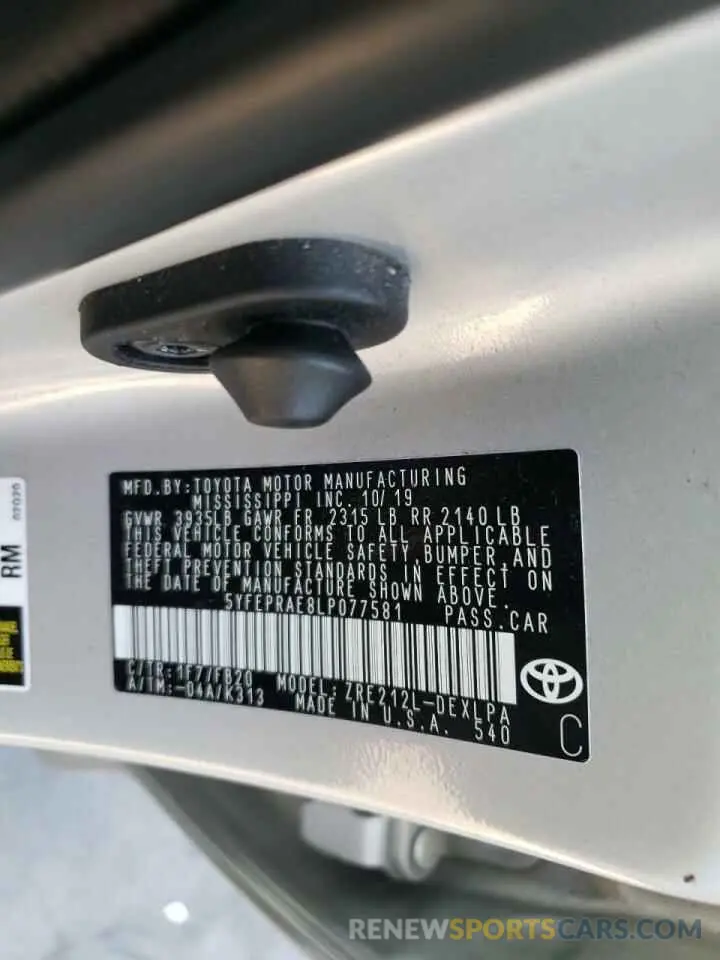 MFD.BY:TOYOTA MOTOR MANUFACTURING
MISSISSIPPI INC. 10/19
GVWR 3935LB GAWR FR 2315 LB RR 2140 LB
THIS VEHICLE CONFORMS TO ALL APPLICABLE
FEDERAL MOTOR VEHICLE SAFETY,BUMPER,AND
THEFT PREVENTION STANDARDS IN EFFECT ON
THE DATE OF MANUFACTURE SHOWN ABOVE.
5YFEPRAE8LP077581 PASS.CAR
C/TR:1F7/FB20 MODEL:ZRE212L-DEXLPA
A/TM:-04A/K313 MADE IN U.S.A. 540
C
RM
RENEWSPORTSCARS.COM